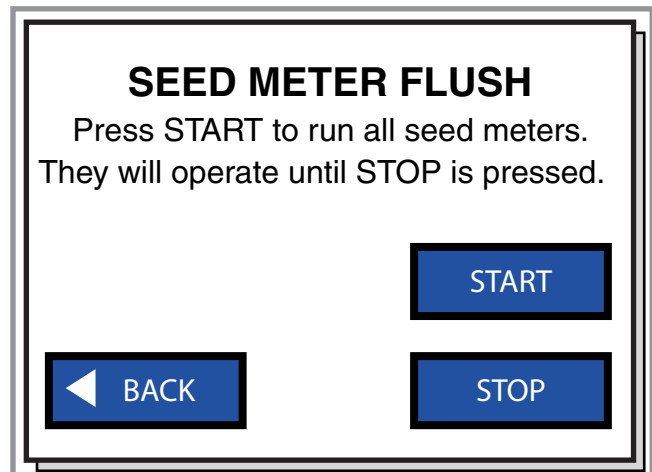 SEED METER FLUSH
Press START to run all seed meters.
They will operate until STOP is pressed.
START
BACK
STOP